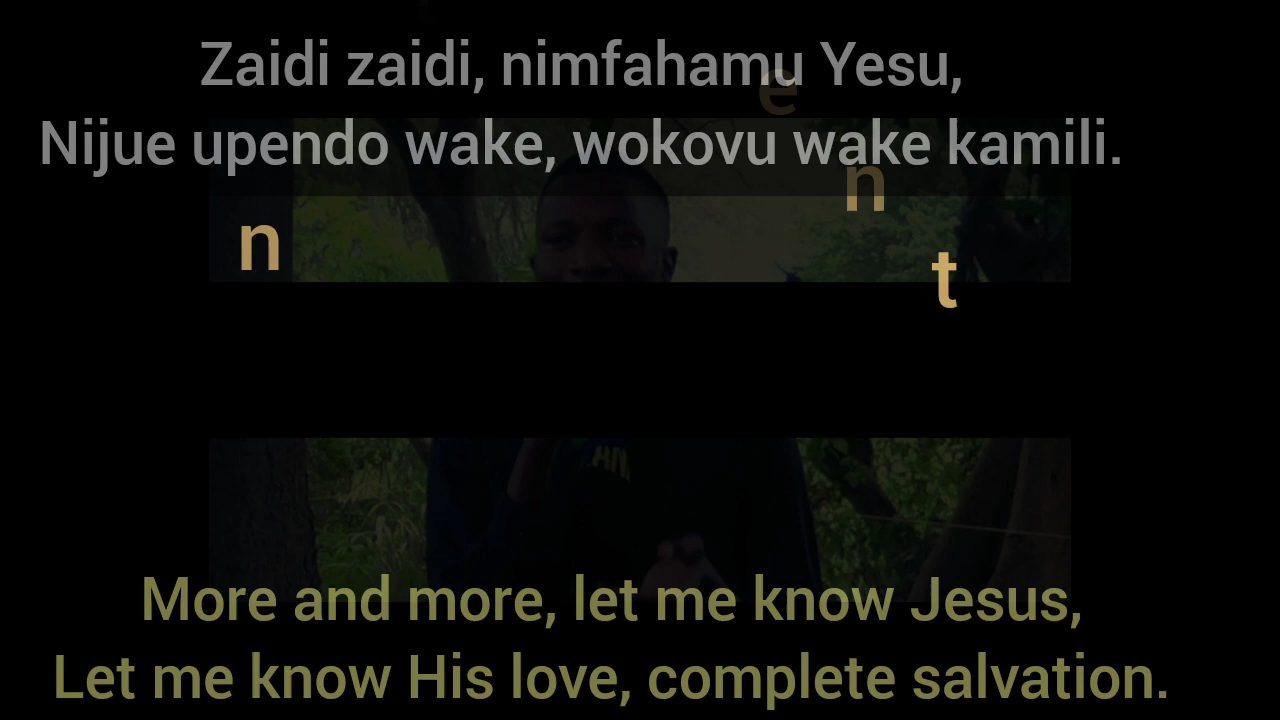 Zaidi zaidi, nimfahamu Yesu,
Nijue upendo wake, wokovu wake kamili.
e
n
n
t
More and more, let me know Jesus,
Let me know His love, complete salvation.